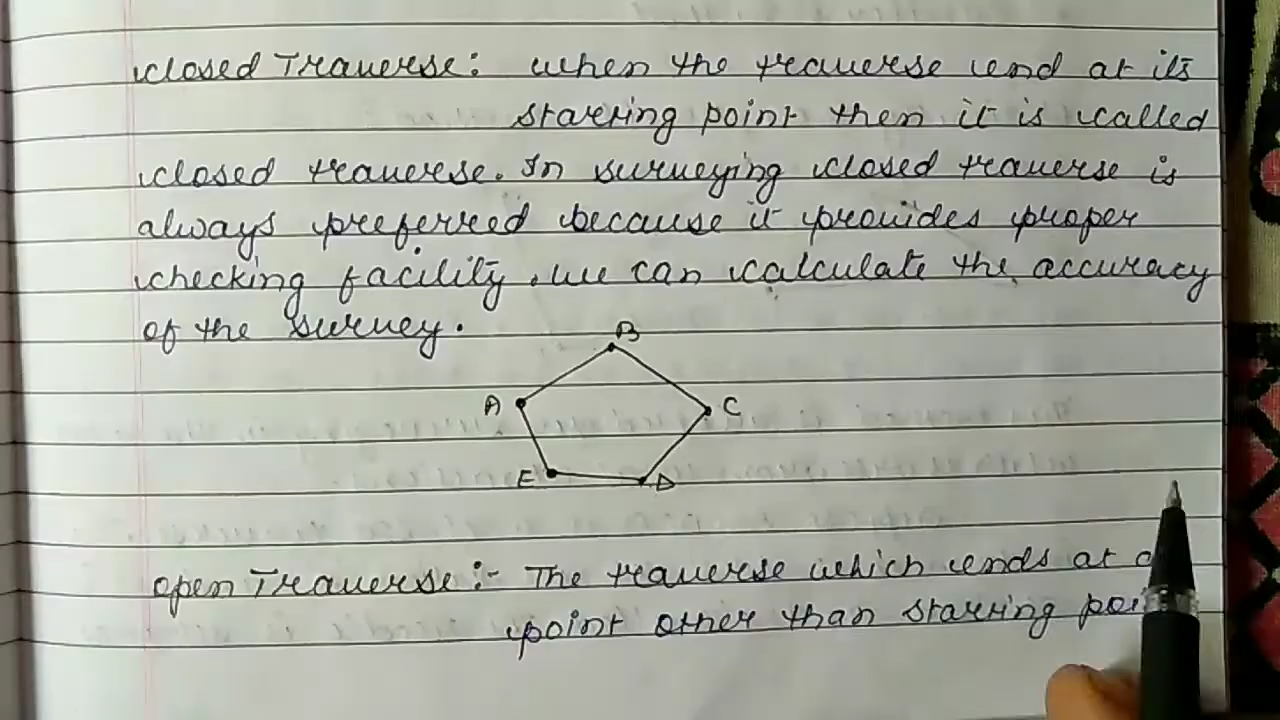 Closed Traverse: when the traverse end at its
starting point then it is called
closed traverse. In surveying closed traverse is
always preferred because it provides proper
checking facility. we can calculate the accuracy
of the survey.
B
A
C
E
D
open Traverse:- The traverse which ends at a
point other than starting